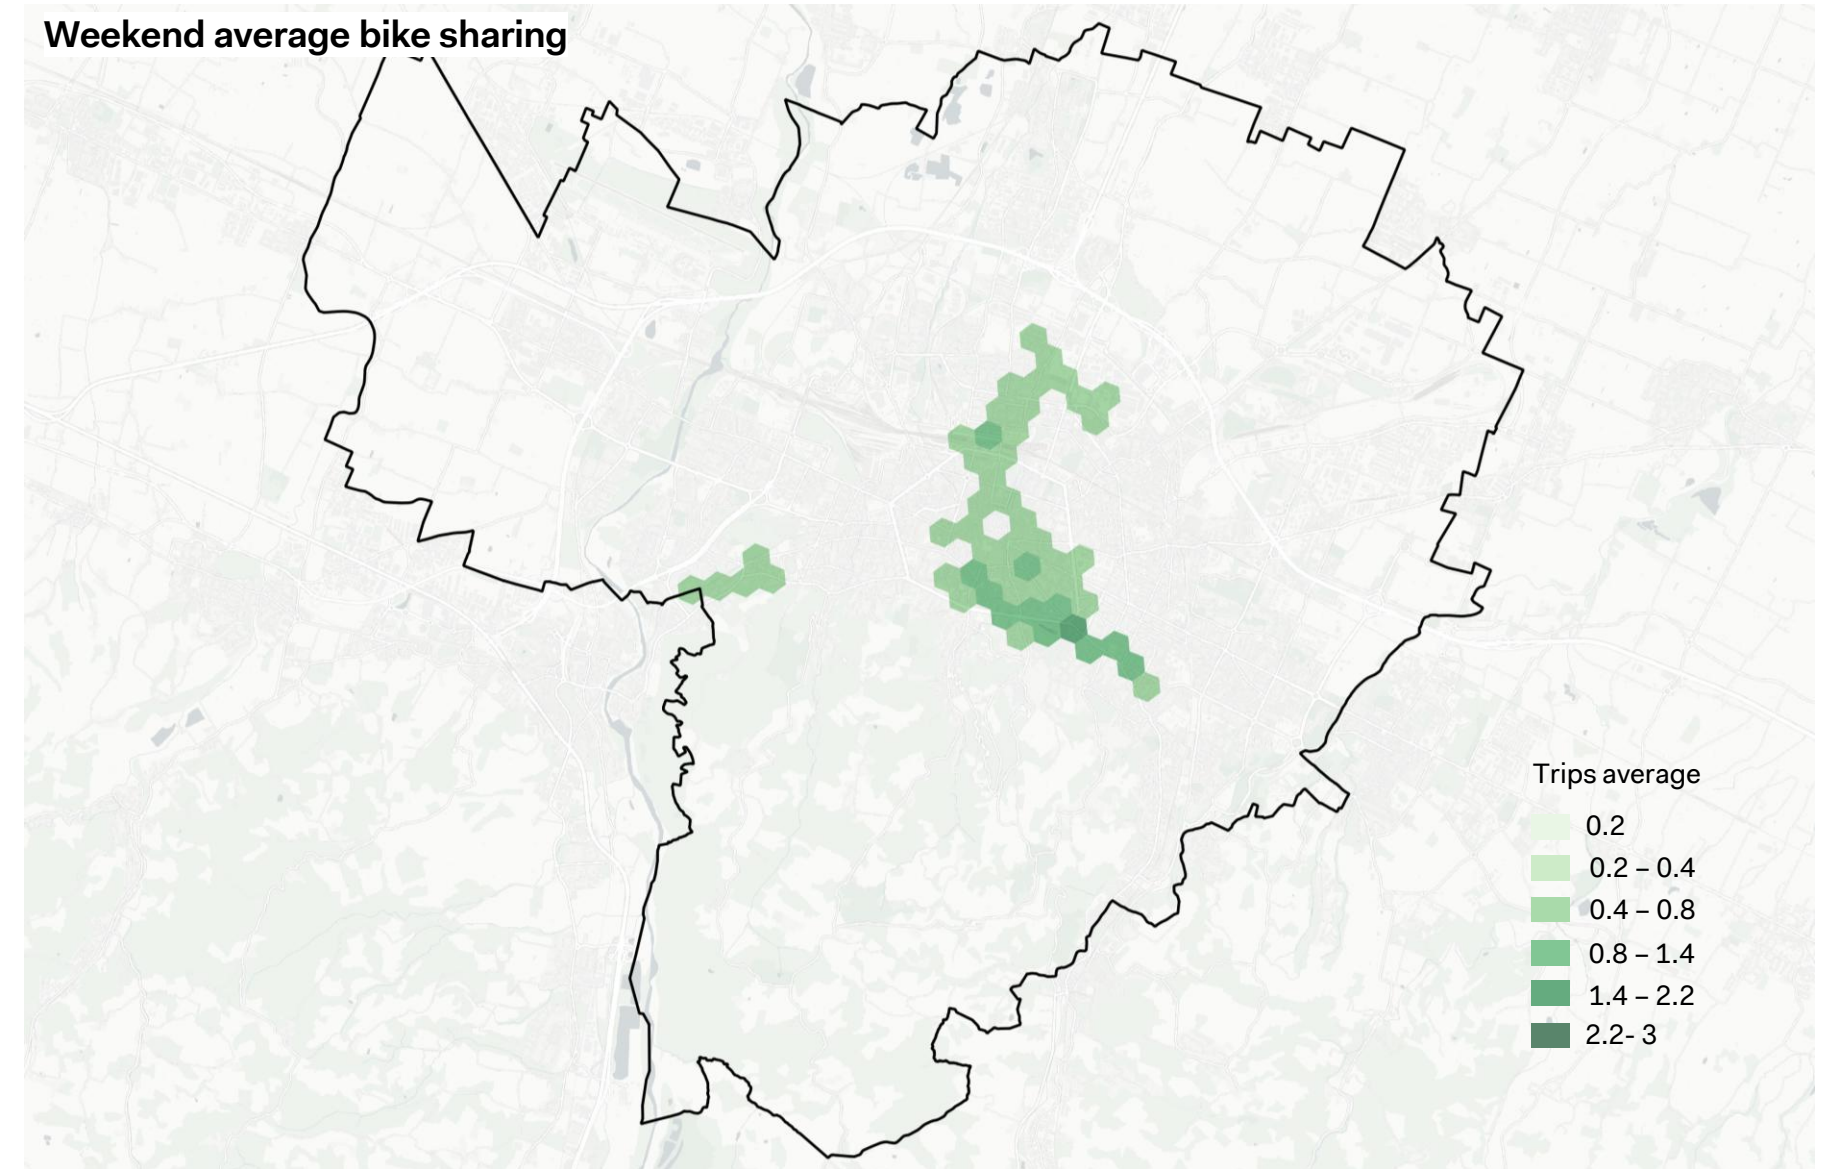 Weekend average bike sharing
Trips average
0.2
0.2 – 0.4
0.4 – 0.8
0.8 – 1.4
1.4 – 2.2
2.2- 3